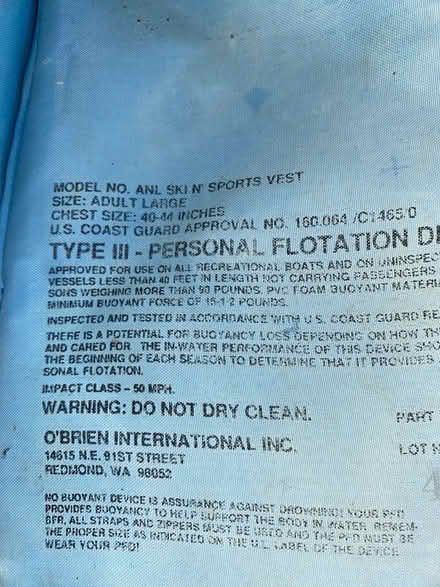 MODEL NO. ANL SKI N' SPORTS VEST
SIZE: ADULT LARGE
CHEST SIZE: 40-44 INCHES
U.S. COAST GUARD APPROVAL NO. 160.064 /C1465/0
TYPE III - PERSONAL FLOTATION D
APPROVED FOR USE ON ALL RECREATIONAL BOATS AND ON UNINSPEC
VESSELS LESS THAN 40 FEET IN LENGTH NOT CARRYING PASSENGERS
SONS WEIGHING MORE THAN 90 POUNDS. PVC FOAM BUOYANT MATERI
MINIMUM BUOYANT FORCE OF 15-1/2 POUNDS.
INSPECTED AND TESTED IN ACCORDANCE WITH U.S. COAST GUARD RE
THERE IS A POTENTIAL FOR BUOYANCY LOSS DEPENDING ON HOW TH
AND CARED FOR. THE IN-WATER PERFORMANCE OF THIS DEVICE SHO
THE BEGINNING OF EACH SEASON TO DETERMINE THAT IT PROVIDES
SONAL FLOTATION.
IMPACT CLASS - 50 MPH.
WARNING: DO NOT DRY CLEAN. PART
O'BRIEN INTERNATIONAL INC. LOT N
14615 N.E. 91ST STREET
REDMOND, WA 98052
4
NO BUOYANT DEVICE IS ASSURANCE AGAINST DROWNING! YOUR PFD
PROVIDES BUOYANCY TO HELP SUPPORT THE BODY IN WATER. REMEM-
BER, ALL STRAPS AND ZIPPERS MUST BE USED AND THE PFD MUST BE
THE PROPER SIZE AS INDICATED ON THE U.L. LABEL OF THE DEVICE.
WEAR YOUR PFD!